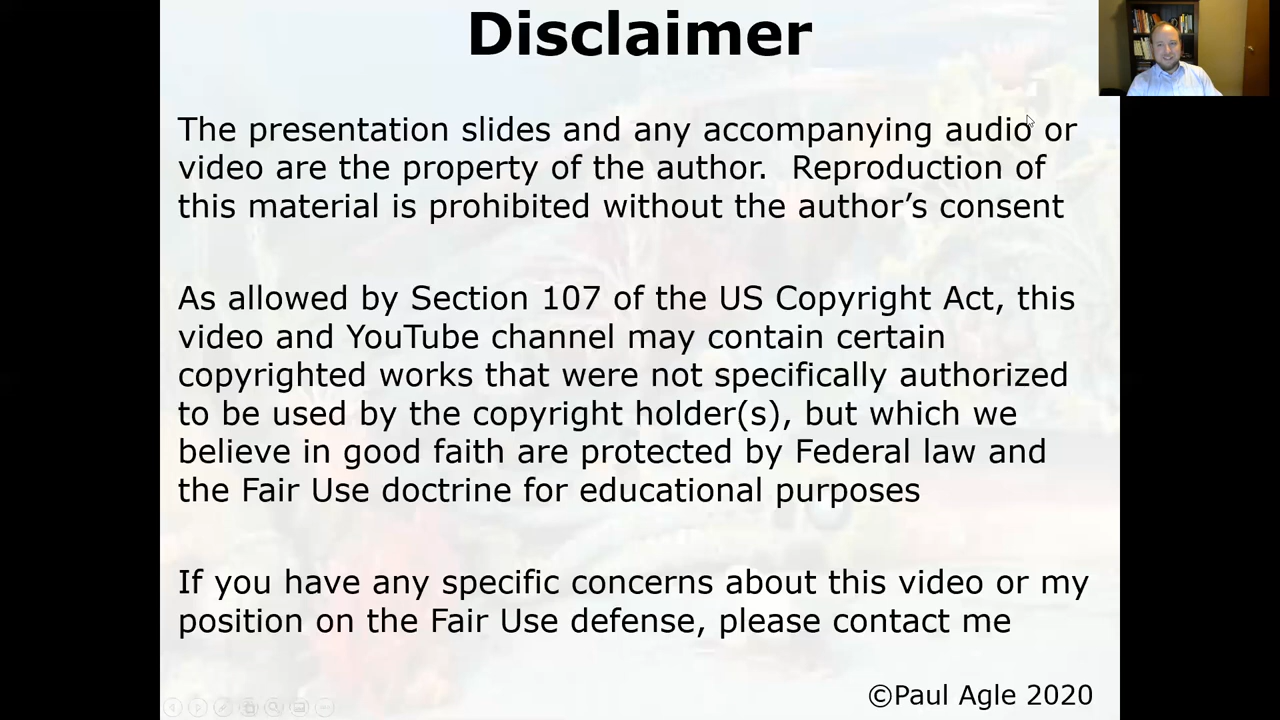 Disclaimer
The presentation slides and any accompanying audio or
video are the property of the author.  Reproduction of
this material is prohibited without the author’s consent
As allowed by Section 107 of the US Copyright Act, this
video and YouTube channel may contain certain
copyrighted works that were not specifically authorized
to be used by the copyright holder(s), but which we
believe in good faith are protected by Federal law and
the Fair Use doctrine for educational purposes
If you have any specific concerns about this video or my
position on the Fair Use defense, please contact me
©Paul Agle 2020